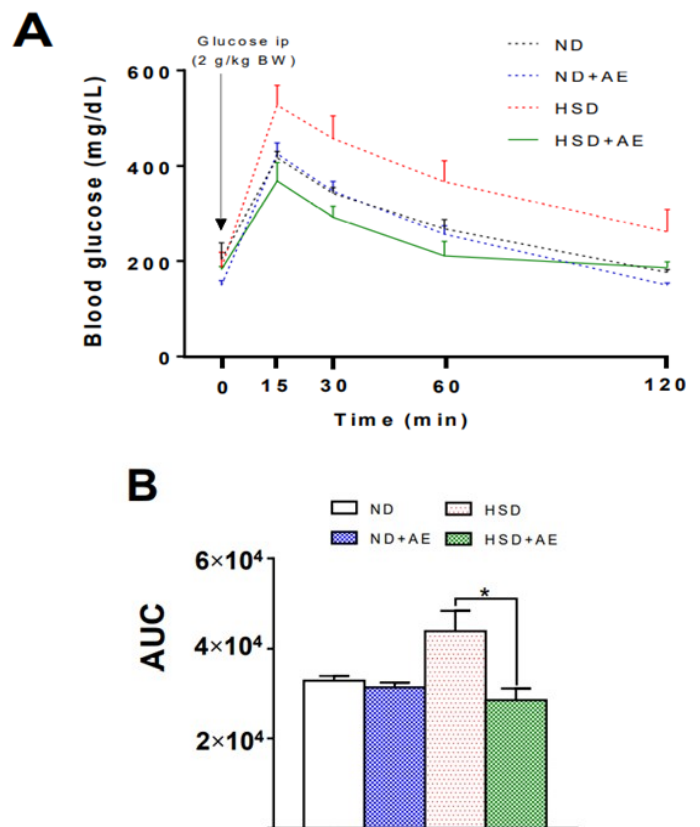 A
Glucose ip
(2 g/kg BW)
ND
ND+AE
HSD
HSD+AE
Blood glucose (mg/dL)
600
400
200
0
0 15 30 60 120
Time (min)
B
ND HSD
ND+AE HSD+AE
AUC
6×10⁴
4×10⁴
2×10⁴
*